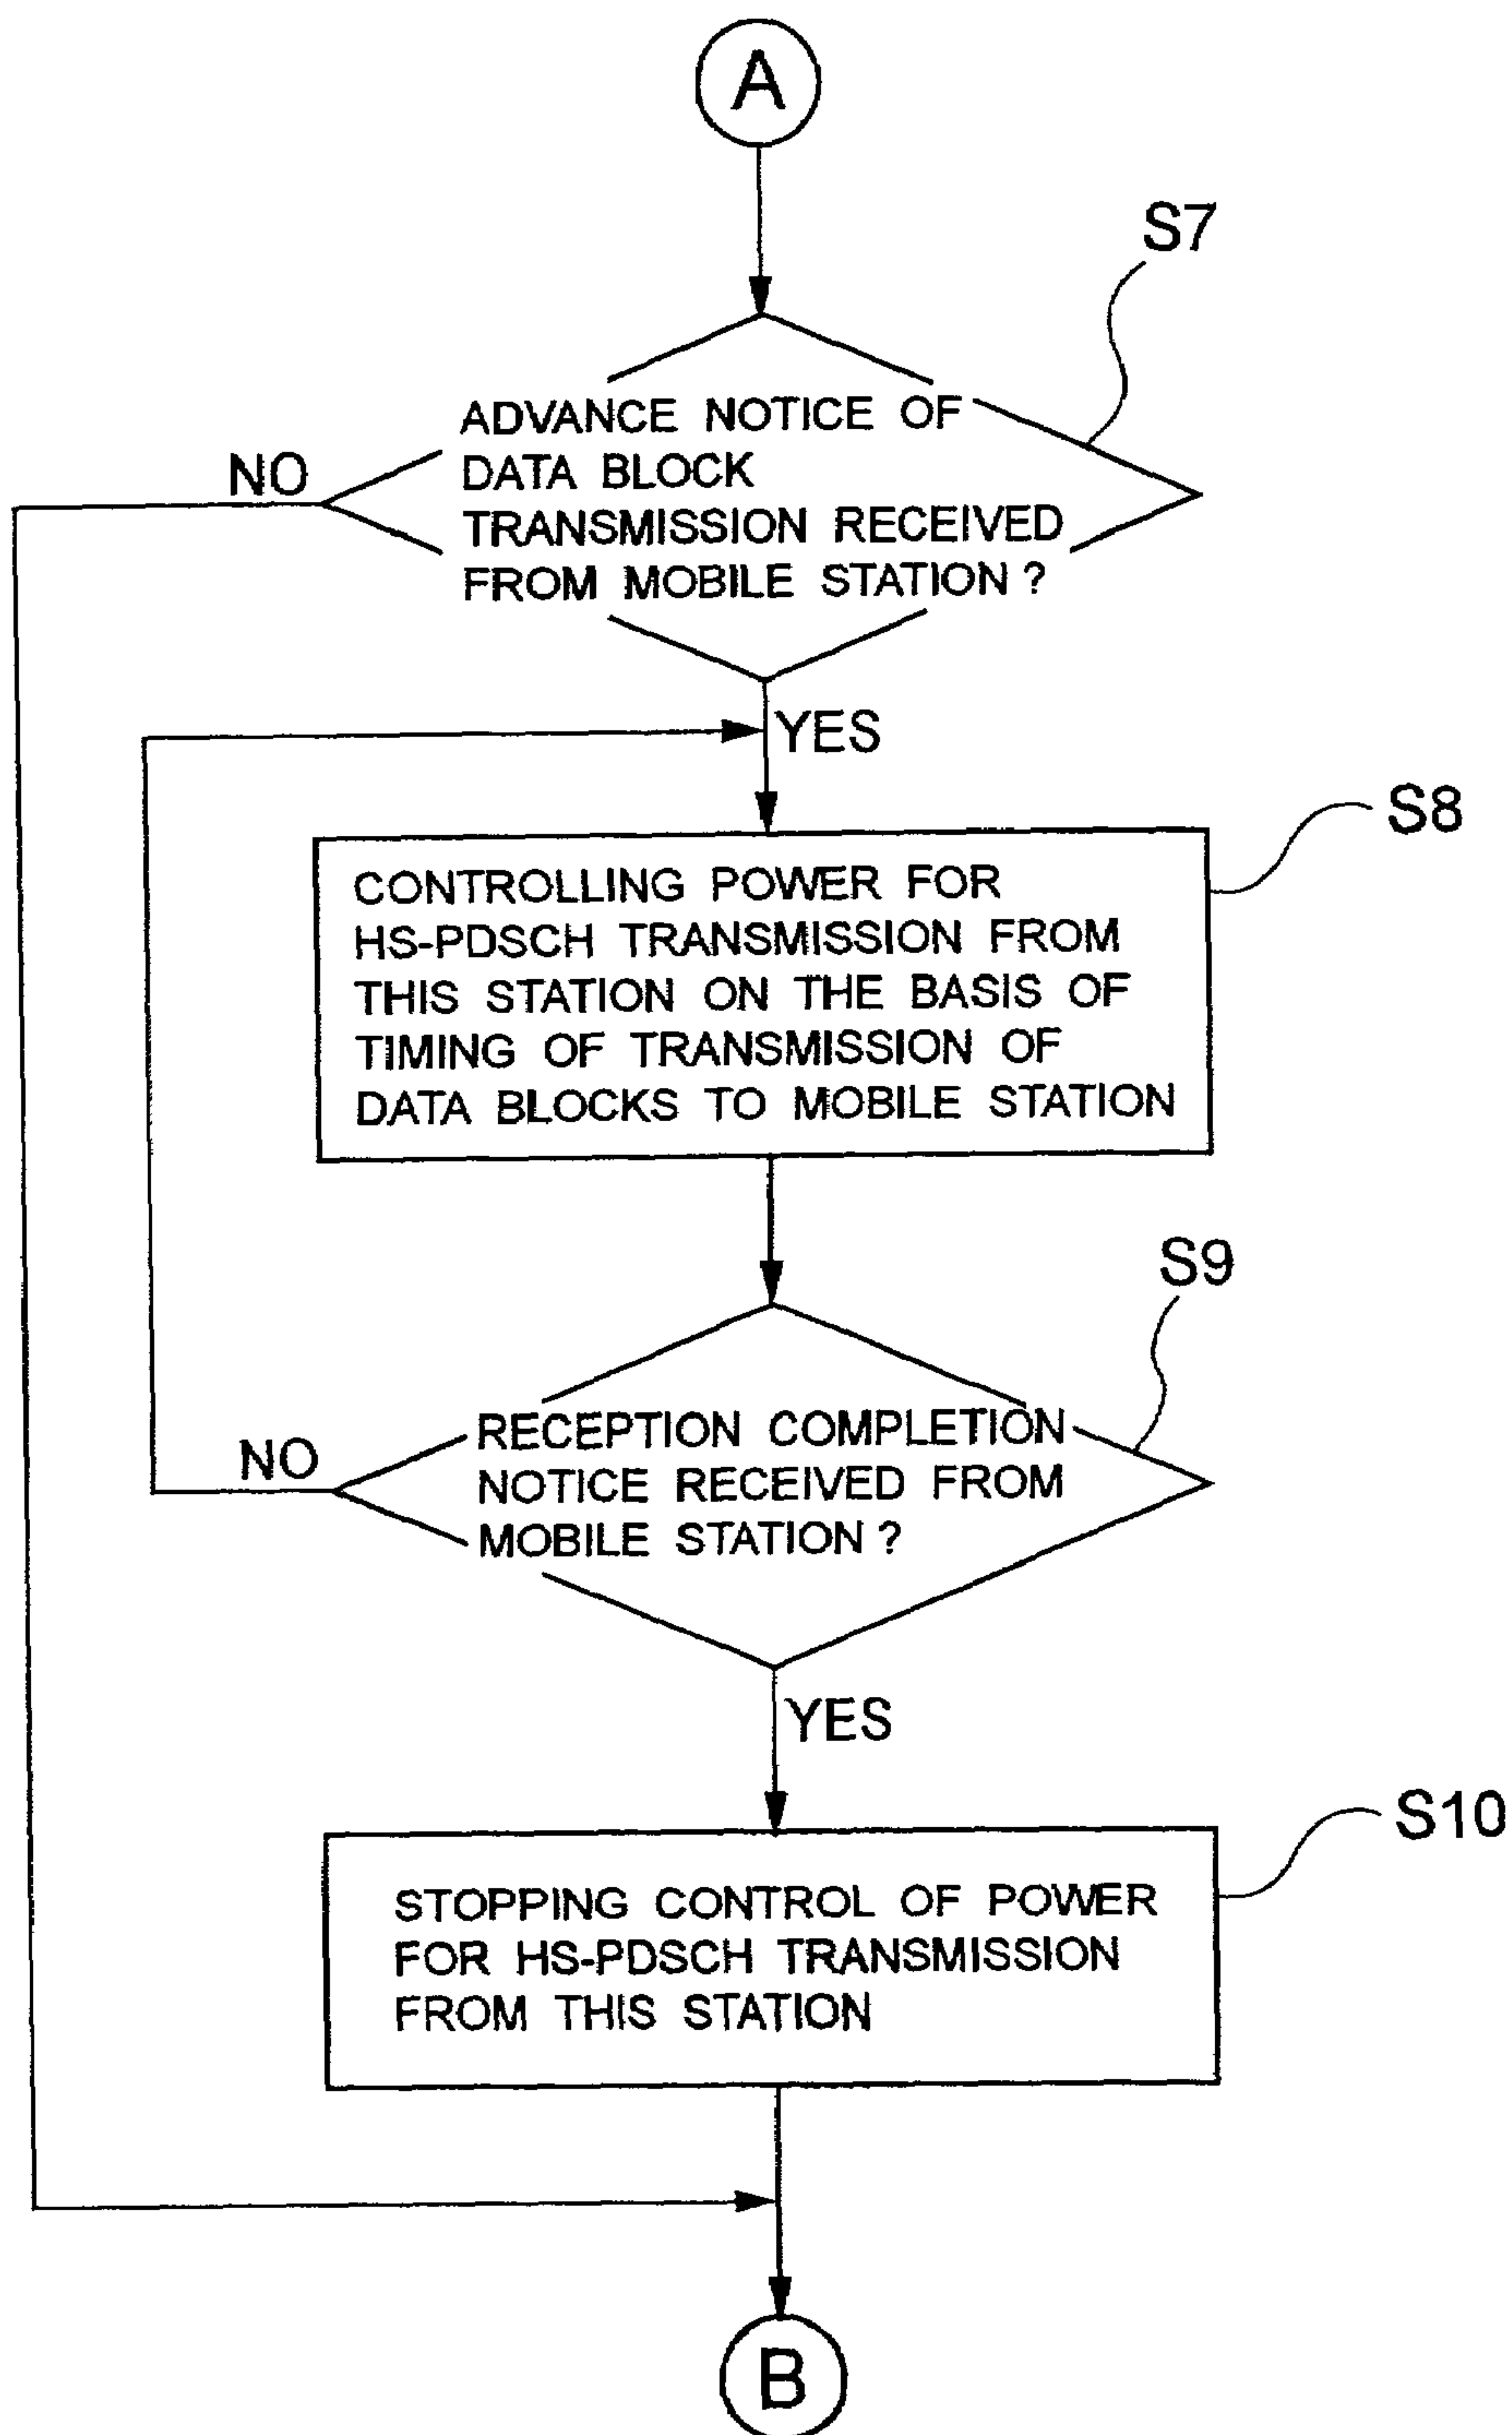 A
S7
ADVANCE NOTICE OF
DATA BLOCK
TRANSMISSION RECEIVED
FROM MOBILE STATION ?
NO
YES
S8
CONTROLLING POWER FOR
HS-PDSCH TRANSMISSION FROM
THIS STATION ON THE BASIS OF
TIMING OF TRANSMISSION OF
DATA BLOCKS TO MOBILE STATION
S9
RECEPTION COMPLETION
NOTICE RECEIVED FROM
MOBILE STATION ?
NO
YES
S10
STOPPING CONTROL OF POWER
FOR HS-PDSCH TRANSMISSION
FROM THIS STATION
B